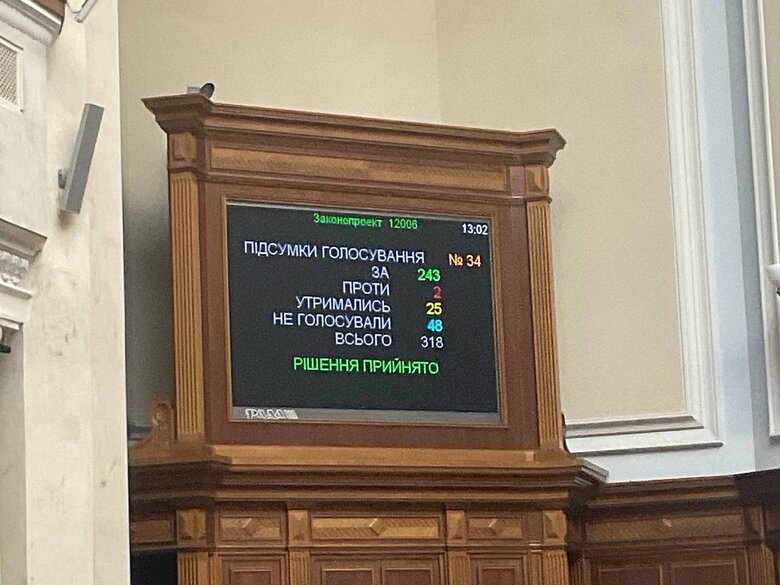 Законопроект 12006 13:02
ПІДСУМКИ ГОЛОСУВАННЯ № 34
ЗА 243
ПРОТИ 2
УТРИМАЛИСЬ 25
НЕ ГОЛОСУВАЛИ 48
ВСЬОГО 318
РІШЕННЯ ПРИЙНЯТО